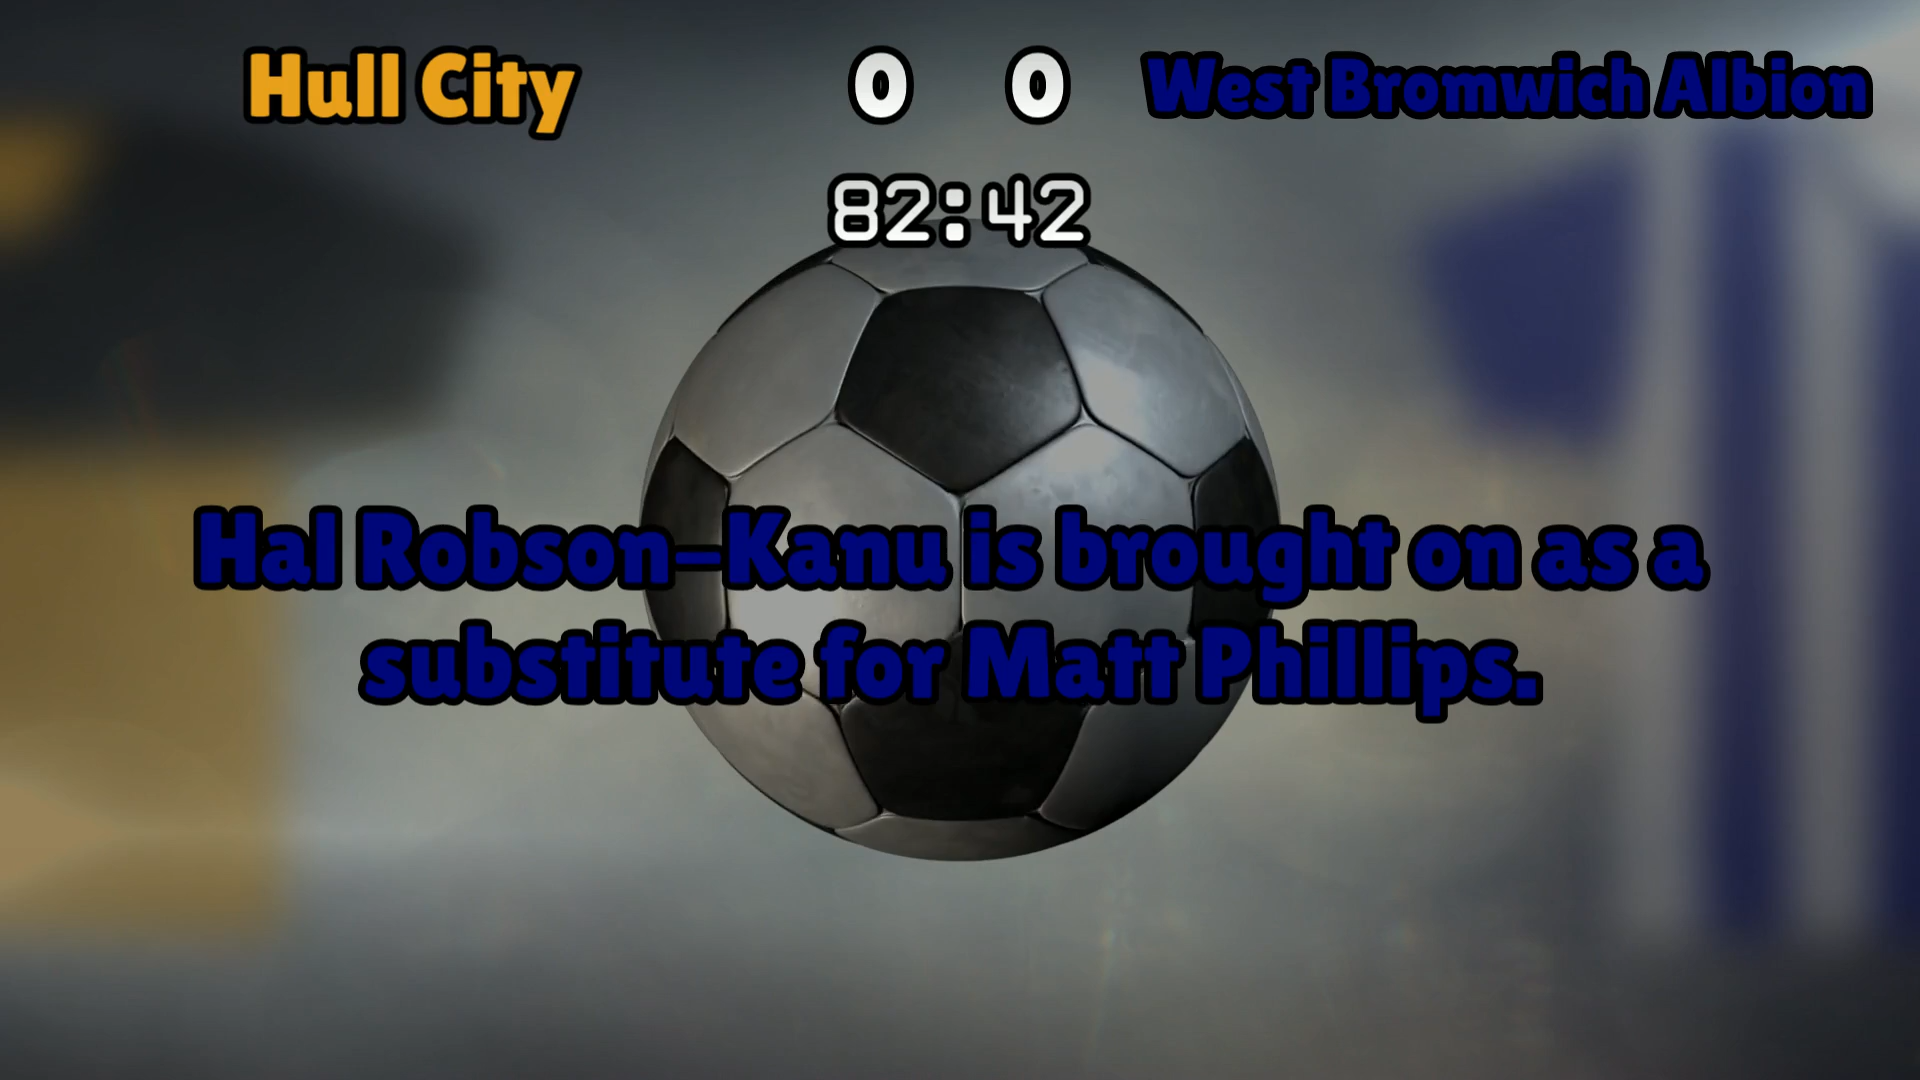 Hull City 0 0 West Bromwich Albion
82:42
Hal Robson-Kanu is brought on as a
substitute for Matt Phillips.